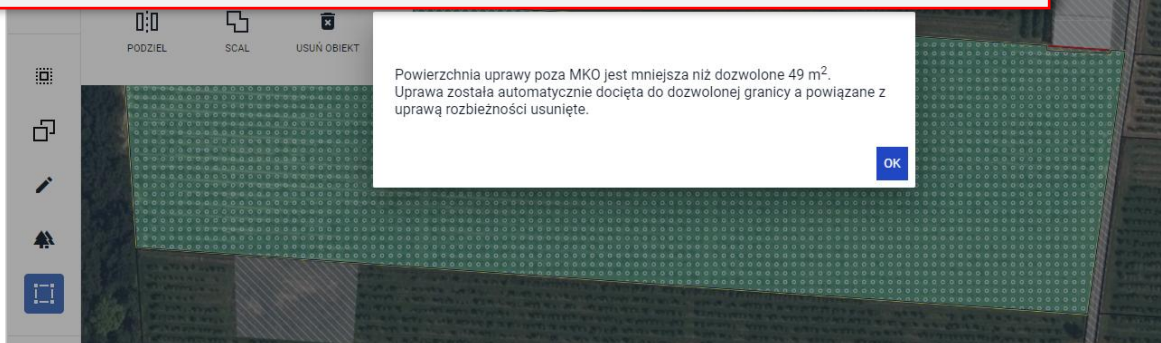 PODZIEL
SCAL
USUŃ OBIEKT
Powierzchnia uprawy poza MKO jest mniejsza niż dozwolone 49 m².
Uprawa została automatycznie docięta do dozwolonej granicy a powiązane z
uprawą rozbieżności usunięte.
OK